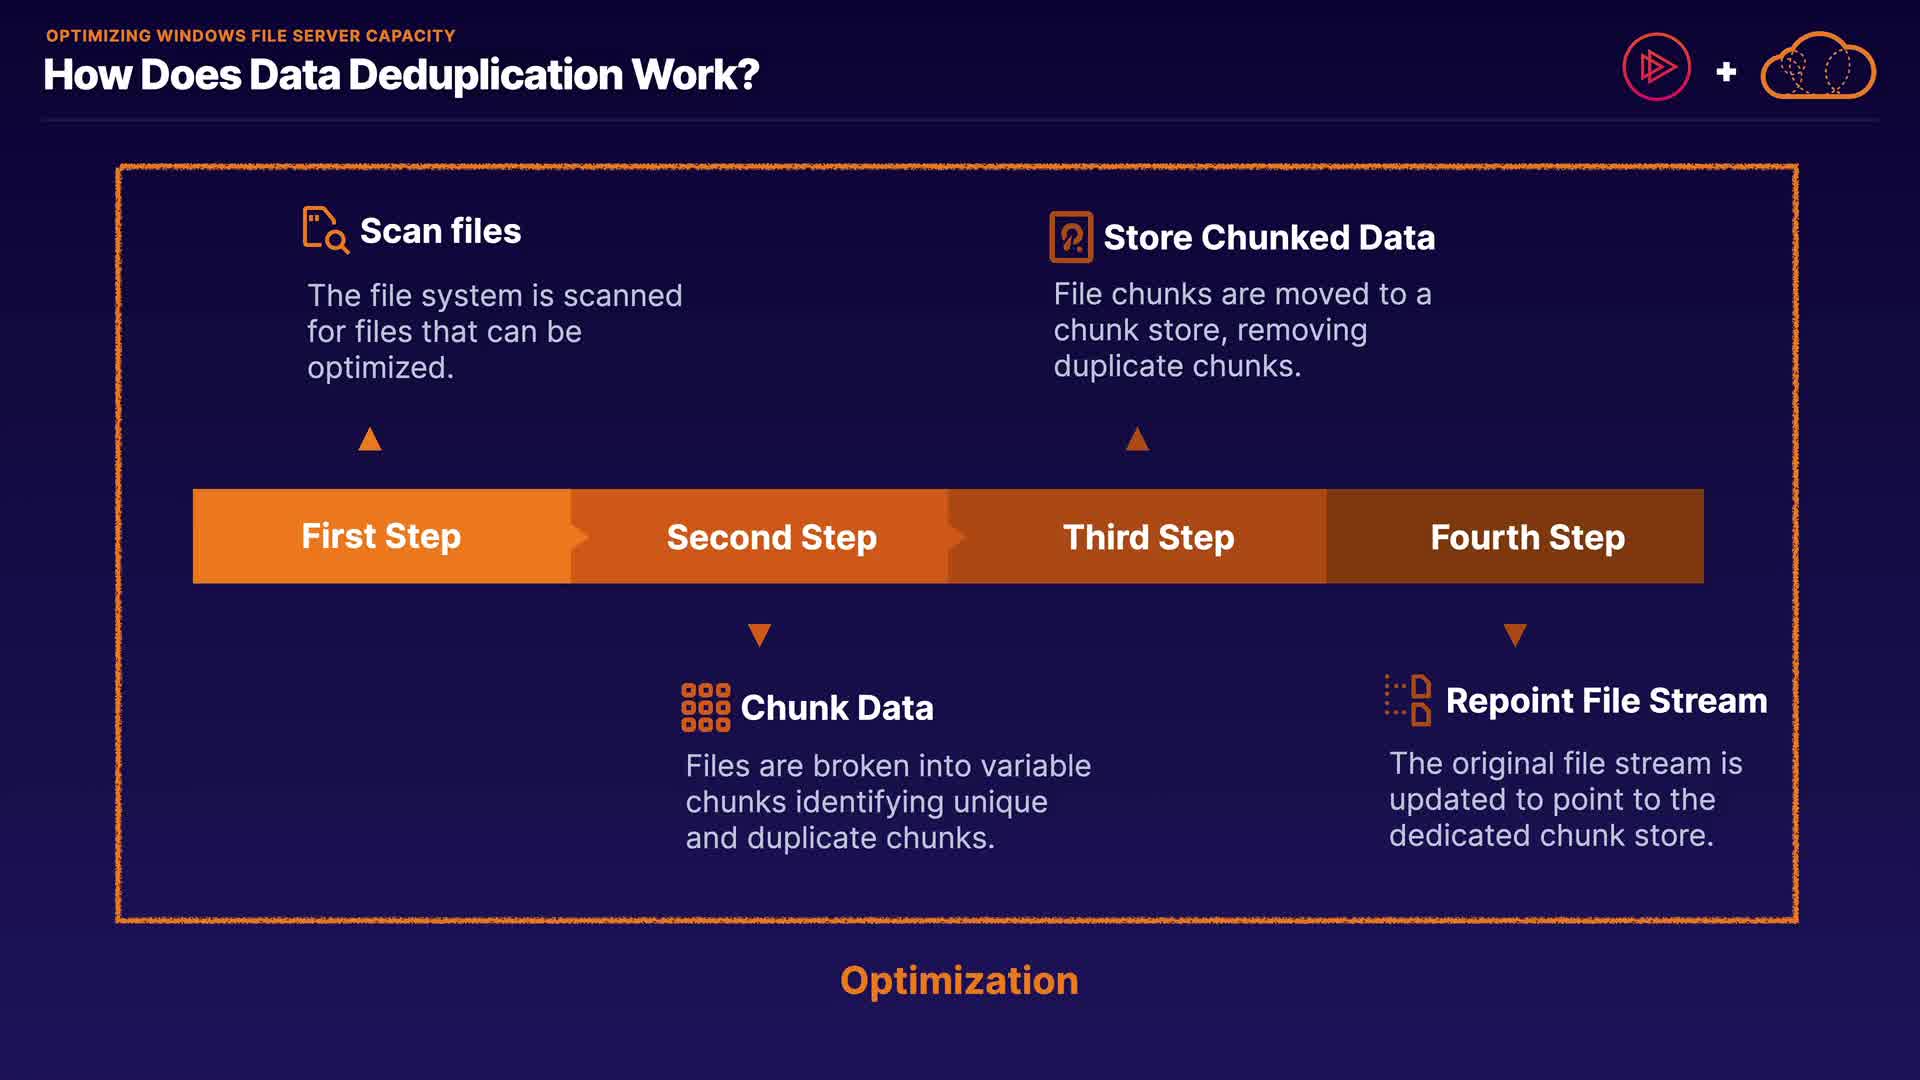 OPTIMIZING WINDOWS FILE SERVER CAPACITY
How Does Data Deduplication Work?
Scan files
The file system is scanned
for files that can be
optimized.
Store Chunked Data
File chunks are moved to a
chunk store, removing
duplicate chunks.
First Step
Second Step
Third Step
Fourth Step
Chunk Data
Files are broken into variable
chunks identifying unique
and duplicate chunks.
Repoint File Stream
The original file stream is
updated to point to the
dedicated chunk store.
Optimization